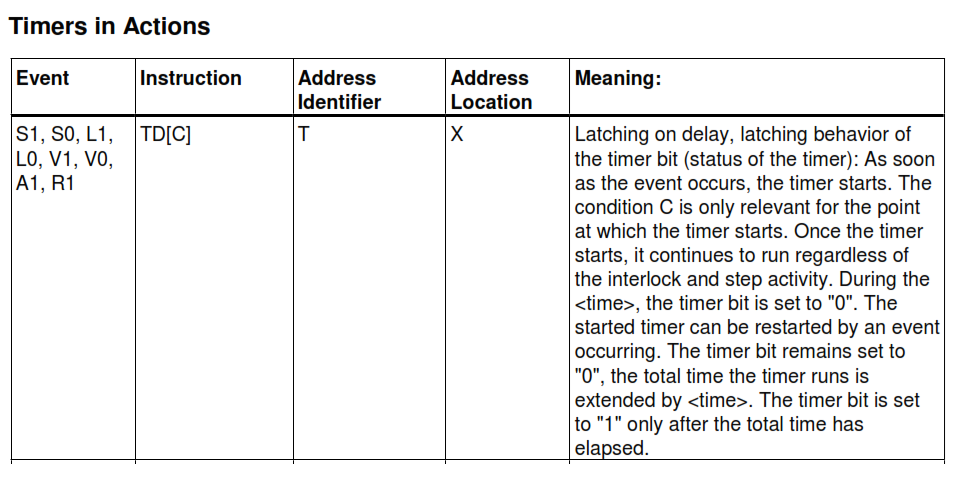 Timers in Actions
Event
Instruction
Address
Identifier
Address
Location
Meaning:
S1, S0, L1,
L0, V1, V0,
A1, R1
TD[C]
T
X
Latching on delay, latching behavior of
the timer bit (status of the timer): As soon
as the event occurs, the timer starts. The
condition C is only relevant for the point
at which the timer starts. Once the timer
starts, it continues to run regardless of
the interlock and step activity. During the
<time>, the timer bit is set to "0". The
started timer can be restarted by an event
occurring. The timer bit remains set to
"0", the total time the timer runs is
extended by <time>. The timer bit is set
to "1" only after the total time has
elapsed.